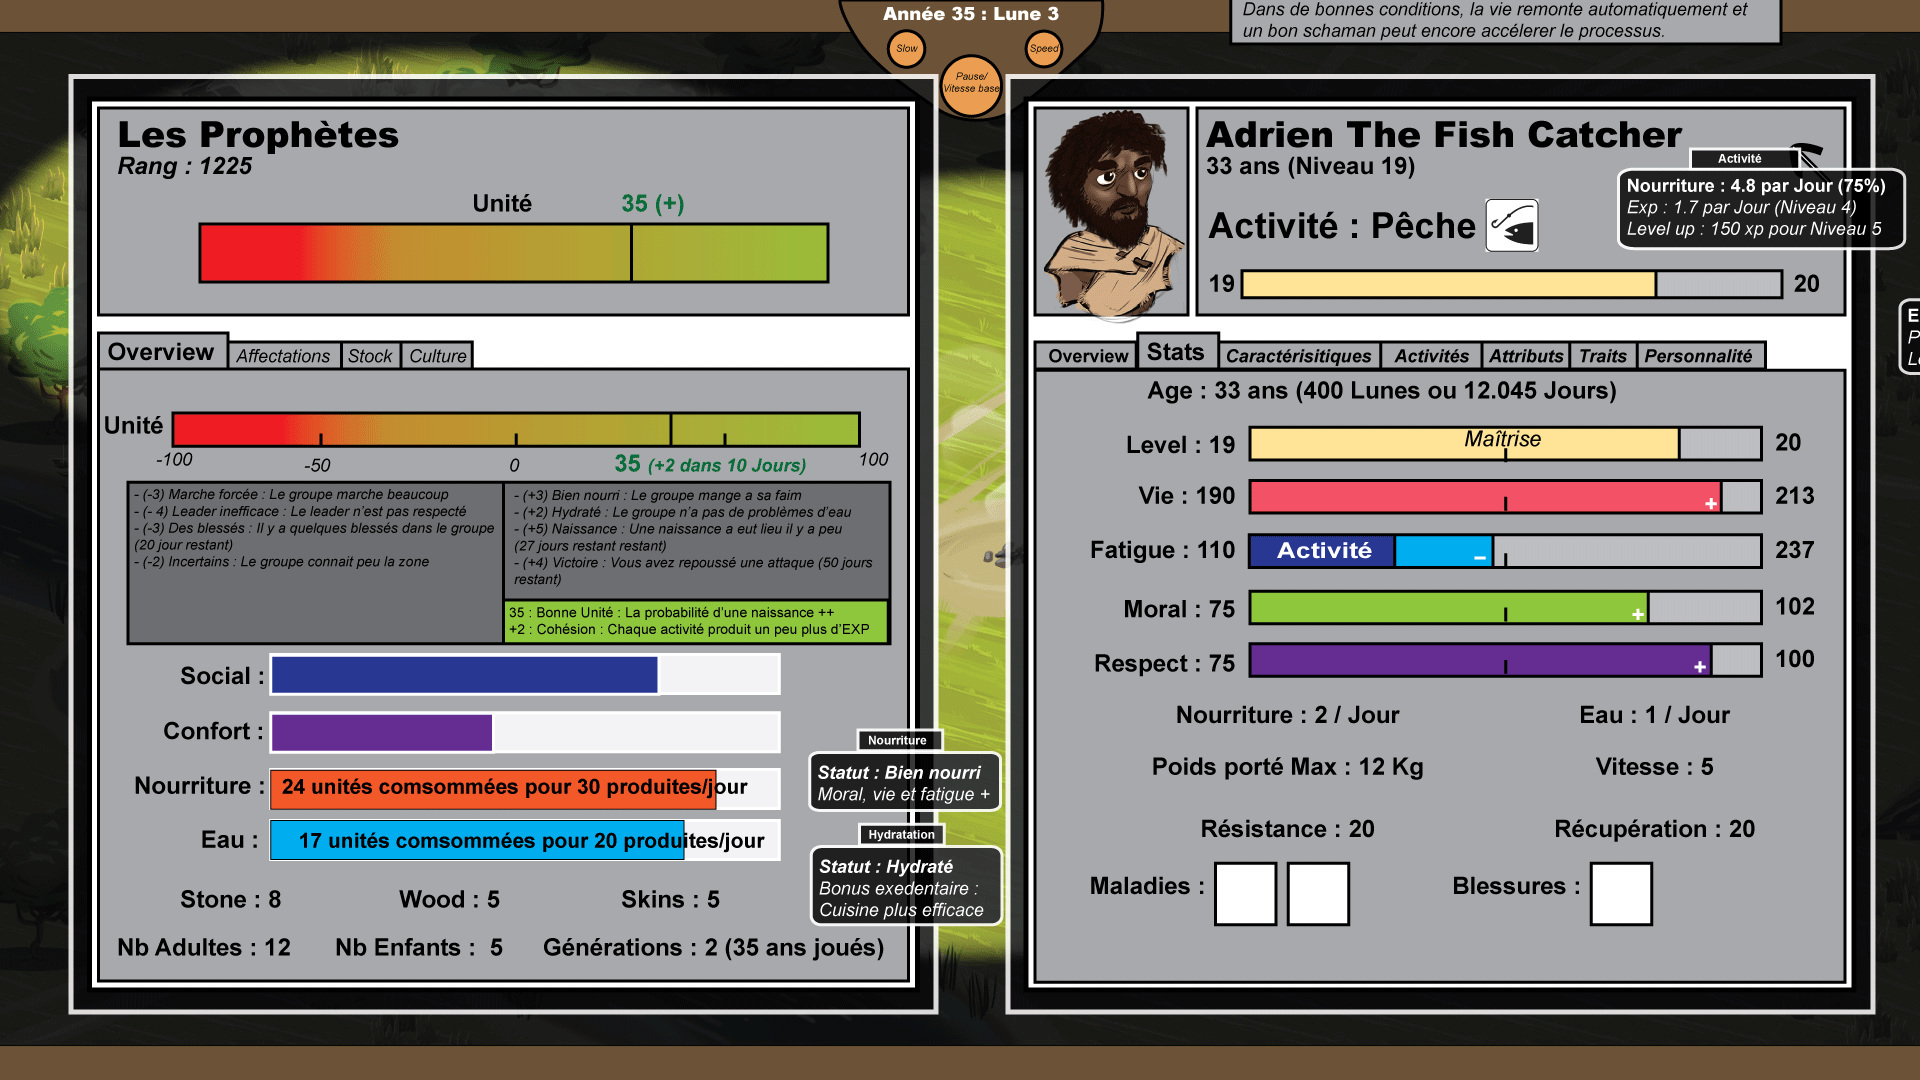 Année 35 : Lune 3
Slow
Speed
Pause/
Vitesse base
Dans de bonnes conditions, la vie remonte automatiquement et
un bon schaman peut encore accélerer le processus.
Les Prophètes
Rang : 1225
Unité 35 (+)
Overview Affectations Stock Culture
Unité
-100 -50 0 35 (+2 dans 10 Jours) 100
- (-3) Marche forcée : Le groupe marche beaucoup
- (- 4) Leader inefficace : Le leader n'est pas respecté
- (-3) Des blessés : Il y a quelques blessés dans le groupe
(20 jour restant)
- (-2) Incertains : Le groupe connait peu la zone
- (+3) Bien nourri : Le groupe mange a sa faim
- (+2) Hydraté : Le groupe n'a pas de problèmes d'eau
- (+5) Naissance : Une naissance a eut lieu il y a peu
(27 jours restant restant)
- (+4) Victoire : Vous avez repoussé une attaque (50 jours
restant)
35 : Bonne Unité : La probabilité d'une naissance ++
+2 : Cohésion : Chaque activité produit un peu plus d'EXP
Social :
Confort :
Nourriture : 24 unités comsommées pour 30 produites/jour
Eau : 17 unités comsommées pour 20 produites/jour
Stone : 8 Wood : 5 Skins : 5
Nb Adultes : 12 Nb Enfants : 5 Générations : 2 (35 ans joués)
Nourriture
Statut : Bien nourri
Moral, vie et fatigue +
Hydratation
Statut : Hydraté
Bonus exedentaire :
Cuisine plus efficace
Adrien The Fish Catcher
33 ans (Niveau 19)
Activité : Pêche
19 20
Activité
Nourriture : 4.8 par Jour (75%)
Exp : 1.7 par Jour (Niveau 4)
Level up : 150 xp pour Niveau 5
Overview Stats Caractérisitiques Activités Attributs Traits Personnalité
Age : 33 ans (400 Lunes ou 12.045 Jours)
Level : 19 Maîtrise 20
Vie : 190 + 213
Fatigue : 110 Activité - 237
Moral : 75 + 102
Respect : 75 + 100
Nourriture : 2 / Jour Eau : 1 / Jour
Poids porté Max : 12 Kg Vitesse : 5
Résistance : 20 Récupération : 20
Maladies : Blessures :